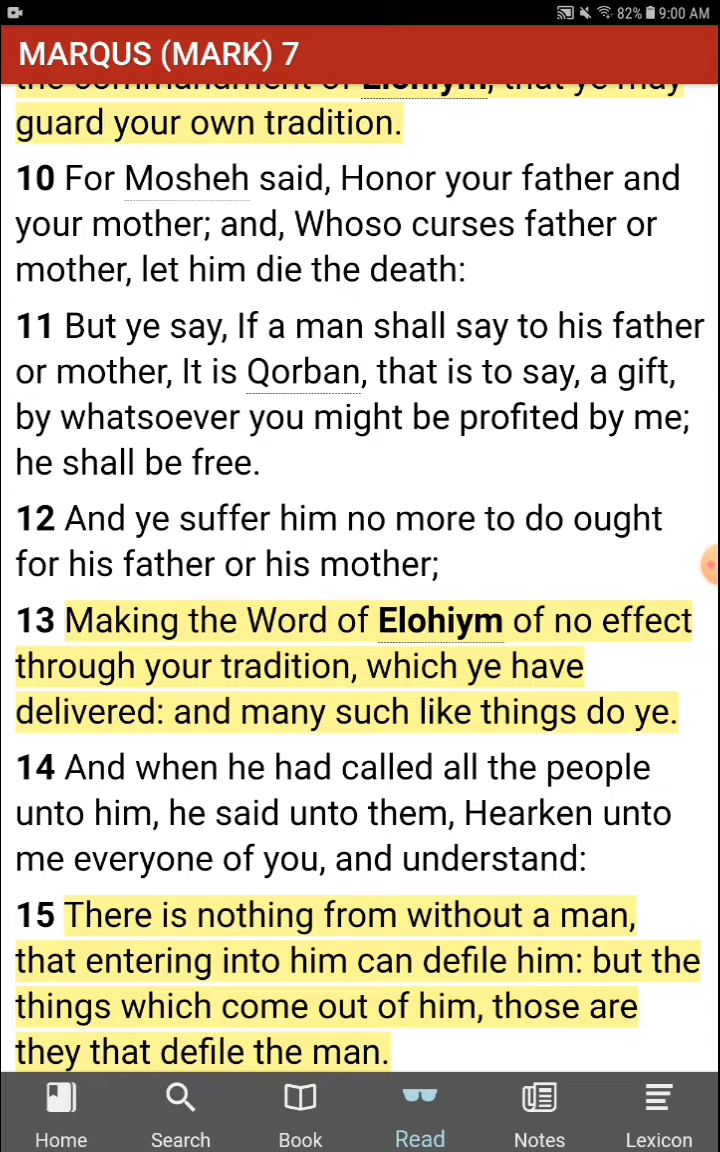 82% 9:00 AM
MARQUS (MARK) 7
the commandment of Elohiym, that ye may
guard your own tradition.
10 For Mosheh said, Honor your father and
your mother; and, Whoso curses father or
mother, let him die the death:
11 But ye say, If a man shall say to his father
or mother, It is Qorban, that is to say, a gift,
by whatsoever you might be profited by me;
he shall be free.
12 And ye suffer him no more to do ought
for his father or his mother;
13 Making the Word of Elohiym of no effect
through your tradition, which ye have
delivered: and many such like things do ye.
14 And when he had called all the people
unto him, he said unto them, Hearken unto
me everyone of you, and understand:
15 There is nothing from without a man,
that entering into him can defile him: but the
things which come out of him, those are
they that defile the man.
Home Search Book Read Notes Lexicon